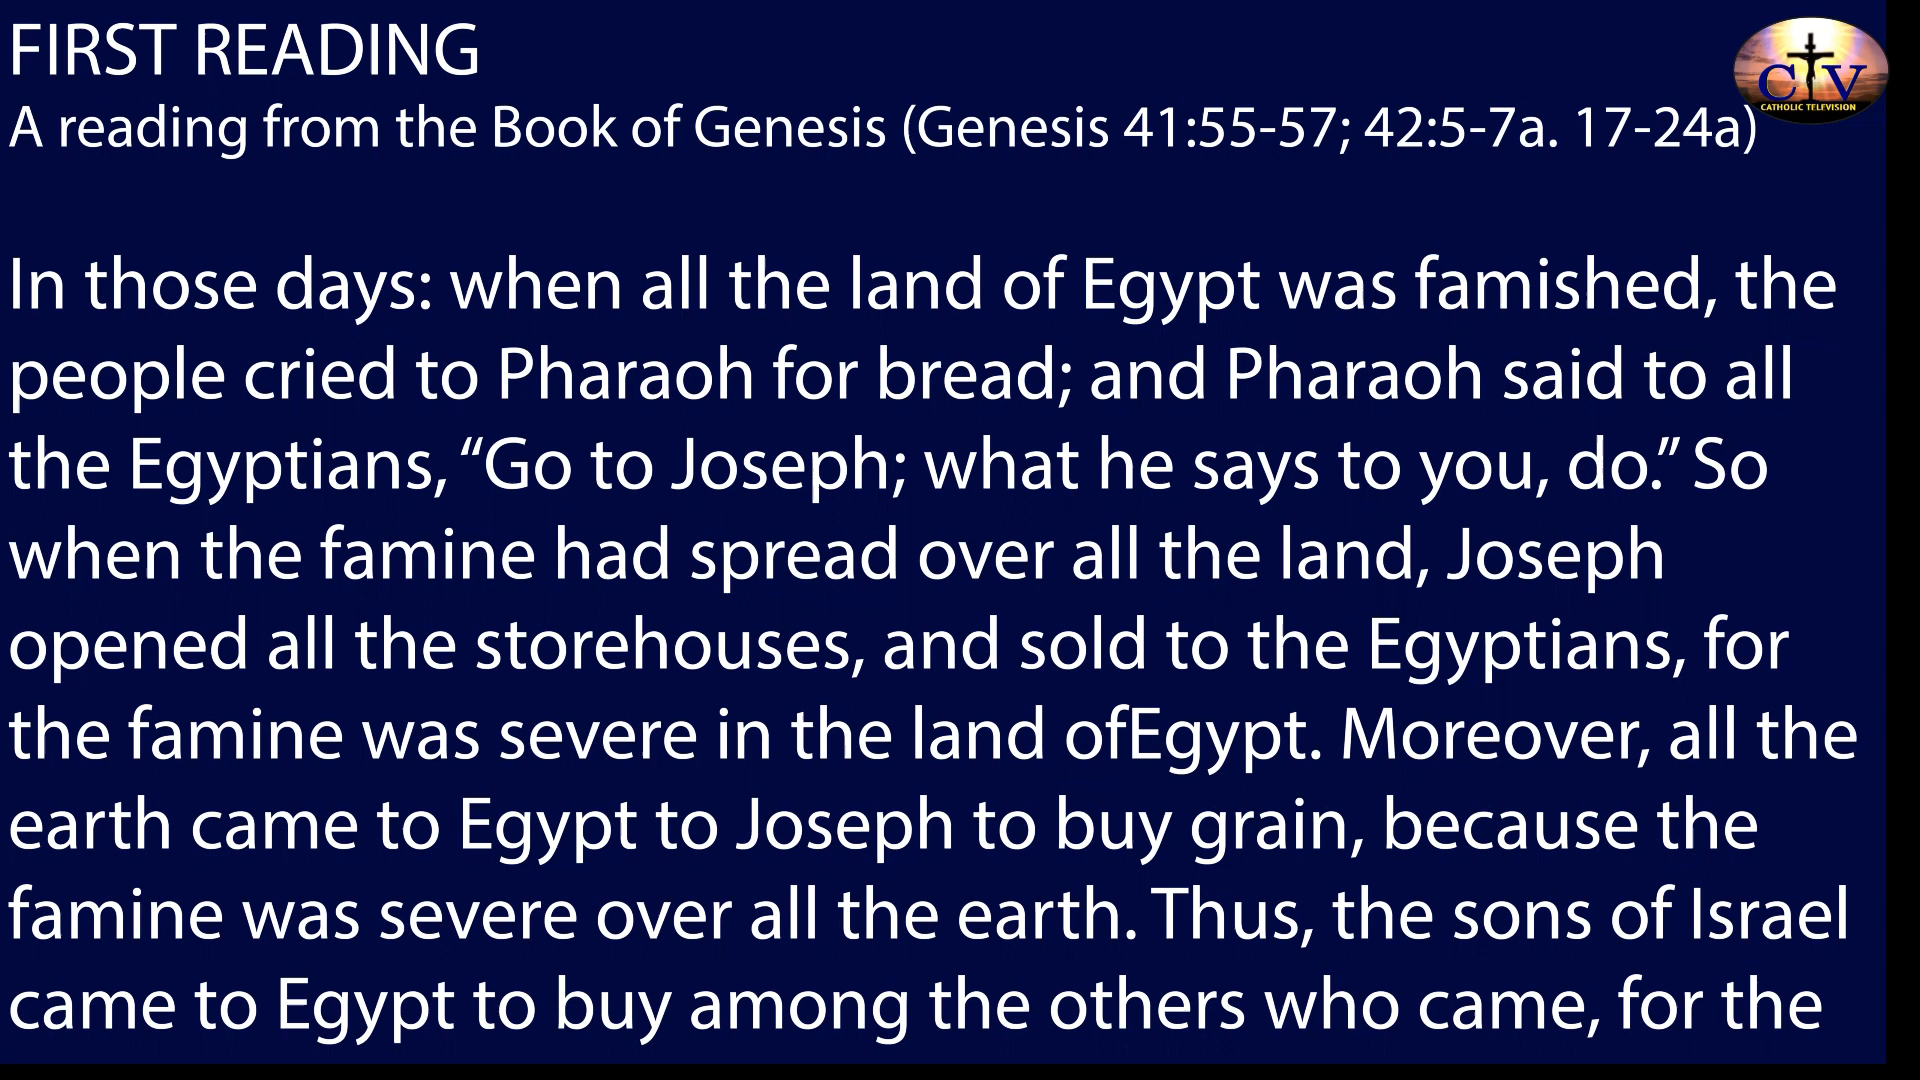 FIRST READING
A reading from the Book of Genesis (Genesis 41:55-57; 42:5-7a. 17-24a)
CTV
CATHOLIC TELEVISION
In those days: when all the land of Egypt was famished, the
people cried to Pharaoh for bread; and Pharaoh said to all
the Egyptians, “Go to Joseph; what he says to you, do.” So
when the famine had spread over all the land, Joseph
opened all the storehouses, and sold to the Egyptians, for
the famine was severe in the land ofEgypt. Moreover, all the
earth came to Egypt to Joseph to buy grain, because the
famine was severe over all the earth. Thus, the sons of Israel
came to Egypt to buy among the others who came, for the